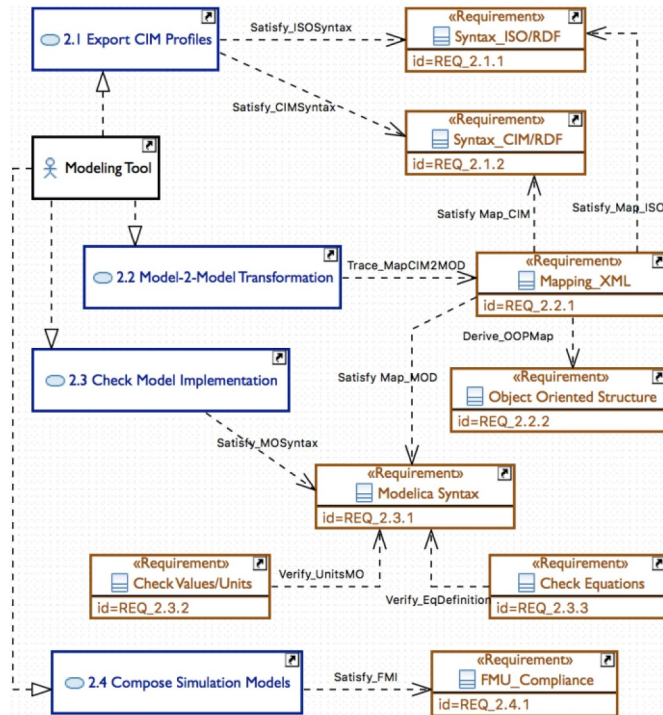 2.1 Export CIM Profiles
Satisfy_ISOSyntax
«Requirement»
Syntax_ISO/RDF
id=REQ_2.1.1
Satisfy_CIMSyntax
«Requirement»
Syntax_CIM/RDF
id=REQ_2.1.2
Modeling Tool
Satisfy Map_CIM
Satisfy_Map_ISO
2.2 Model-2-Model Transformation
Trace_MapCIM2MOD
«Requirement»
Mapping_XML
id=REQ_2.2.1
Derive_OOPMap
2.3 Check Model Implementation
Satisfy Map_MOD
«Requirement»
Object Oriented Structure
id=REQ_2.2.2
Satisfy_MOSyntax
«Requirement»
Modelica Syntax
id=REQ_2.3.1
«Requirement»
Check Values/Units
id=REQ_2.3.2
Verify_UnitsMO
Verify_EqDefinition
«Requirement»
Check Equations
id=REQ_2.3.3
2.4 Compose Simulation Models
Satisfy_FMI
«Requirement»
FMU_Compliance
id=REQ_2.4.1